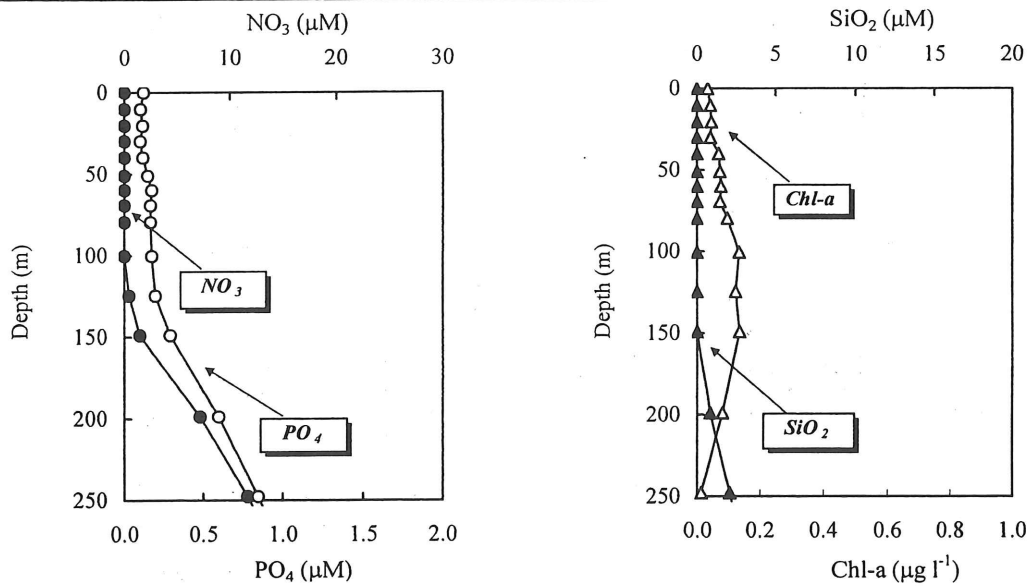 NO3 (µM)
0 10 20 30
0
50
100
150
200
250
Depth (m)
NO3
PO4
0.0 0.5 1.0 1.5 2.0
PO4 (µM)
SiO2 (µM)
0 5 10 15 20
0
50
100
150
200
250
Depth (m)
Chl-a
SiO2
0.0 0.2 0.4 0.6 0.8 1.0
Chl-a (µg l-1)